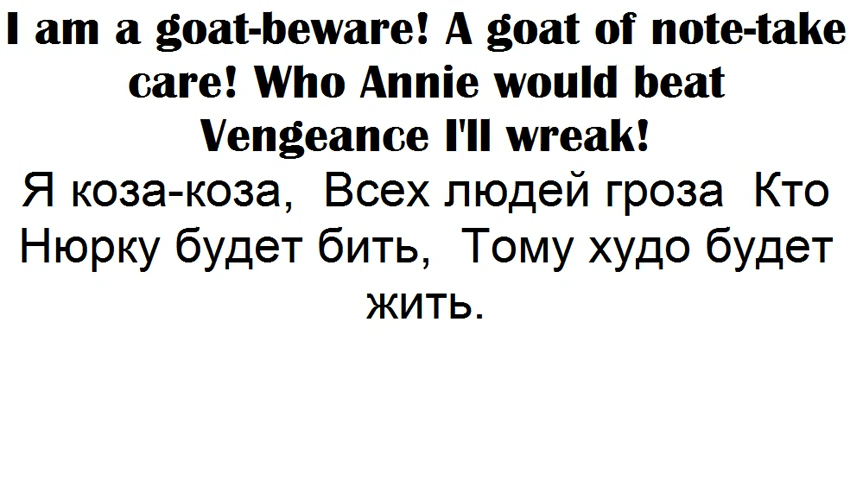 I am a goat-beware! A goat of note-take
care! Who Annie would beat
Vengeance I'll wreak!
Я коза-коза,  Всех людей гроза  Кто
Нюрку будет бить,  Тому худо будет
жить.